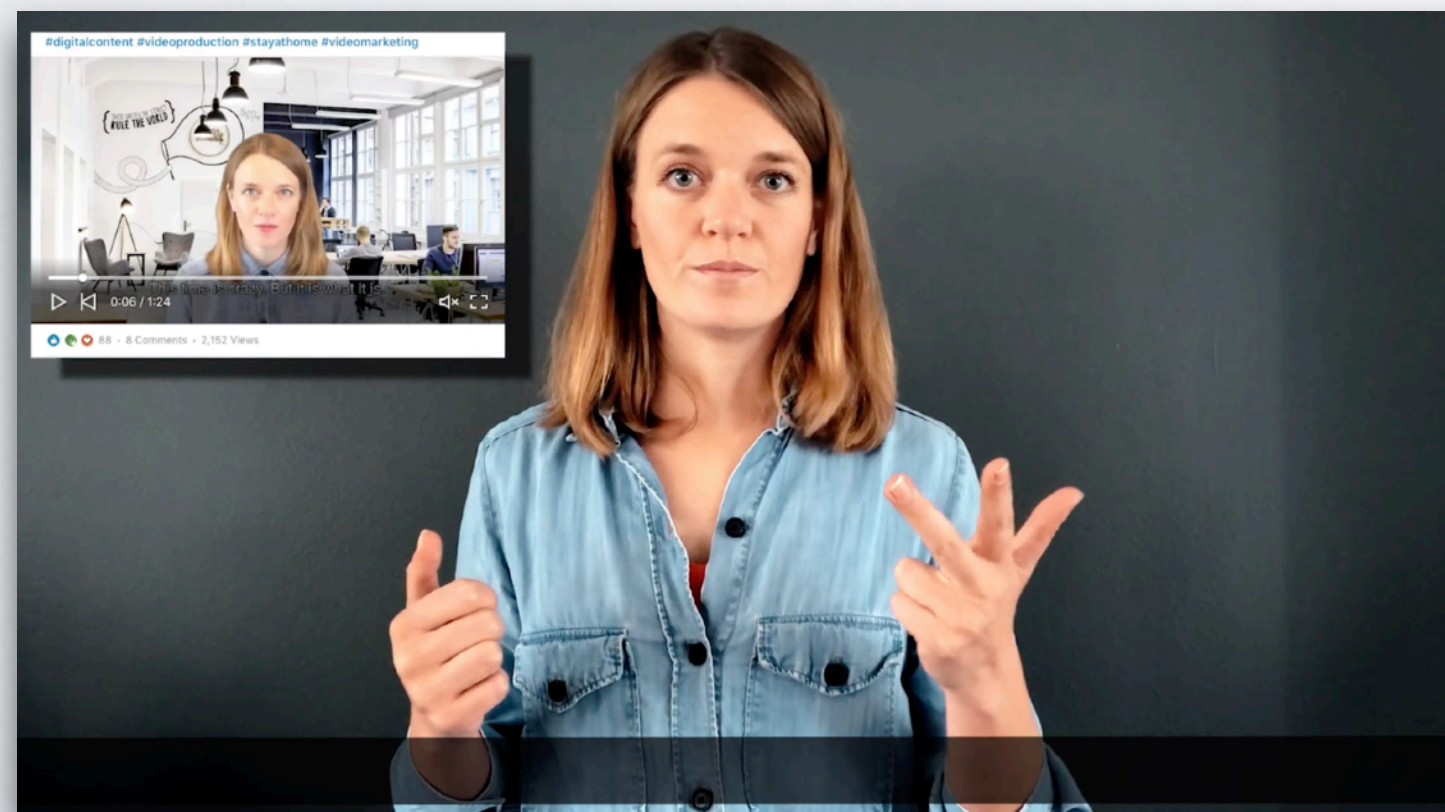 #digitalcontent #videoproduction #stayathome #videomarketing
RULE THE WORLD
This time is crazy! But it is what it is.
0:06 / 1:24
88 · 8 Comments · 2,152 Views